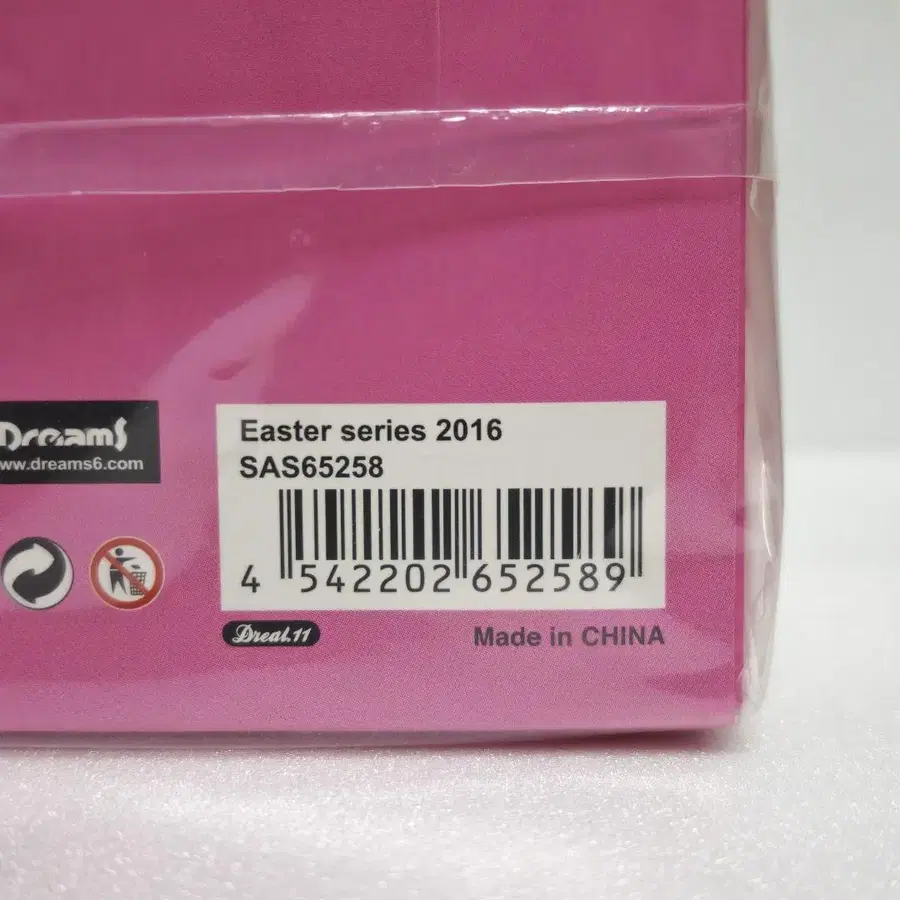 Dreams
www.dreams6.com
Easter series 2016
SAS65258
4 542202 652589
Dreal.11
Made in CHINA